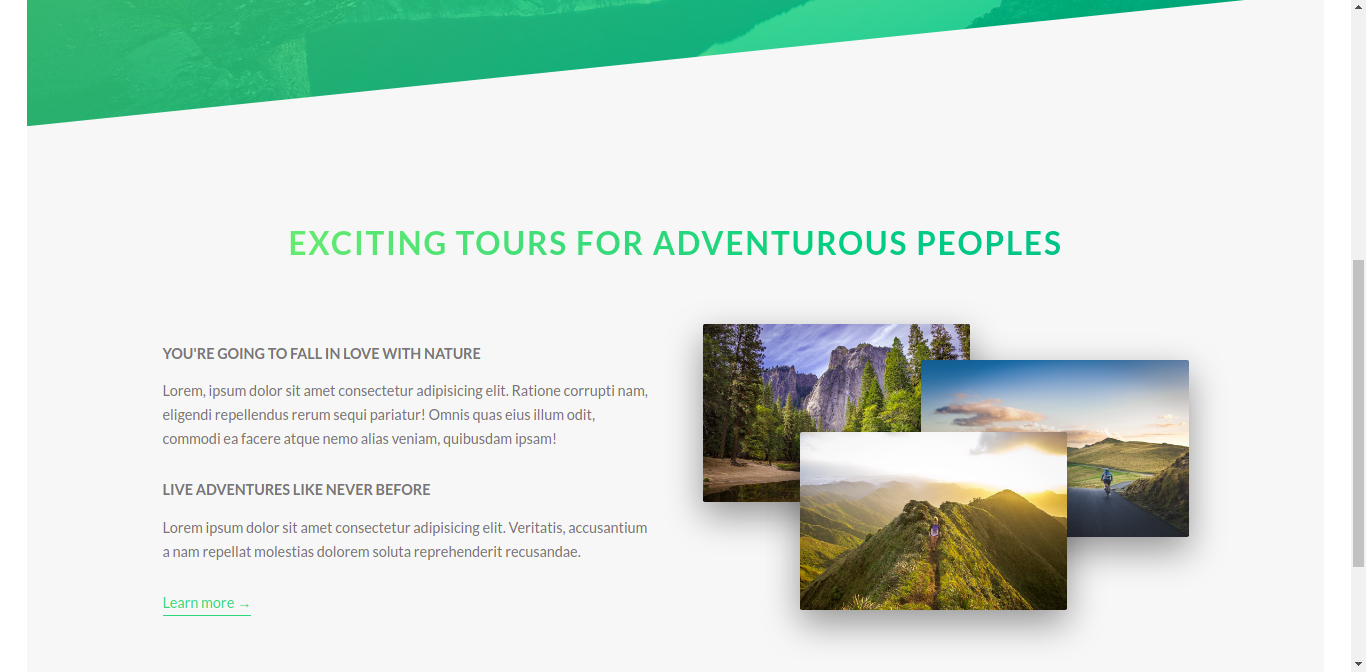 EXCITING TOURS FOR ADVENTUROUS PEOPLES
YOU'RE GOING TO FALL IN LOVE WITH NATURE
Lorem, ipsum dolor sit amet consectetur adipisicing elit. Ratione corrupti nam,
eligendi repellendus rerum sequi pariatur! Omnis quas eius illum odit,
commodi ea facere atque nemo alias veniam, quibusdam ipsam!
LIVE ADVENTURES LIKE NEVER BEFORE
Lorem ipsum dolor sit amet consectetur adipisicing elit. Veritatis, accusantium
a nam repellat molestias dolorem soluta reprehenderit recusandae.
Learn more →